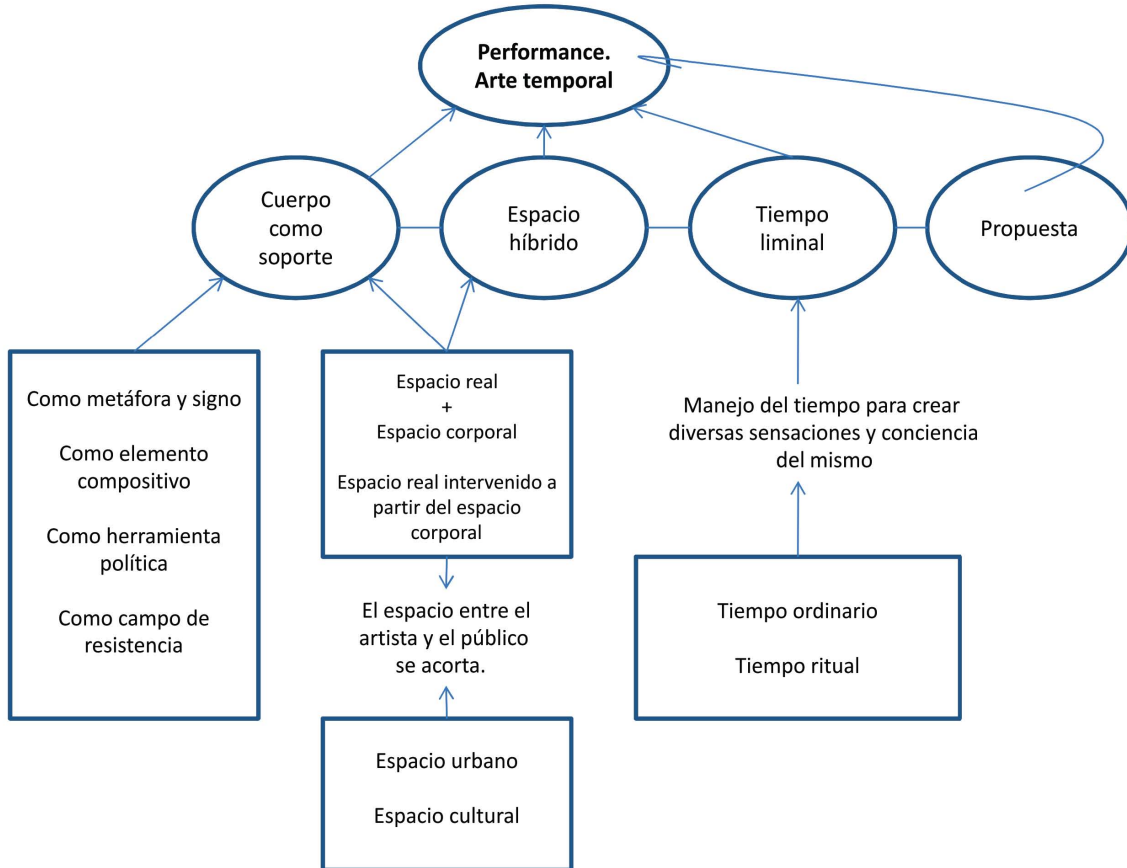 Performance.
Arte temporal
Cuerpo
como
soporte
Espacio
híbrido
Tiempo
liminal
Propuesta
Como metáfora y signo
Como elemento
compositivo
Como herramienta
política
Como campo de
resistencia
Espacio real
+
Espacio corporal
Espacio real intervenido a
partir del espacio
corporal
El espacio entre el
artista y el público
se acorta.
Espacio urbano
Espacio cultural
Manejo del tiempo para crear
diversas sensaciones y conciencia
del mismo
Tiempo ordinario
Tiempo ritual